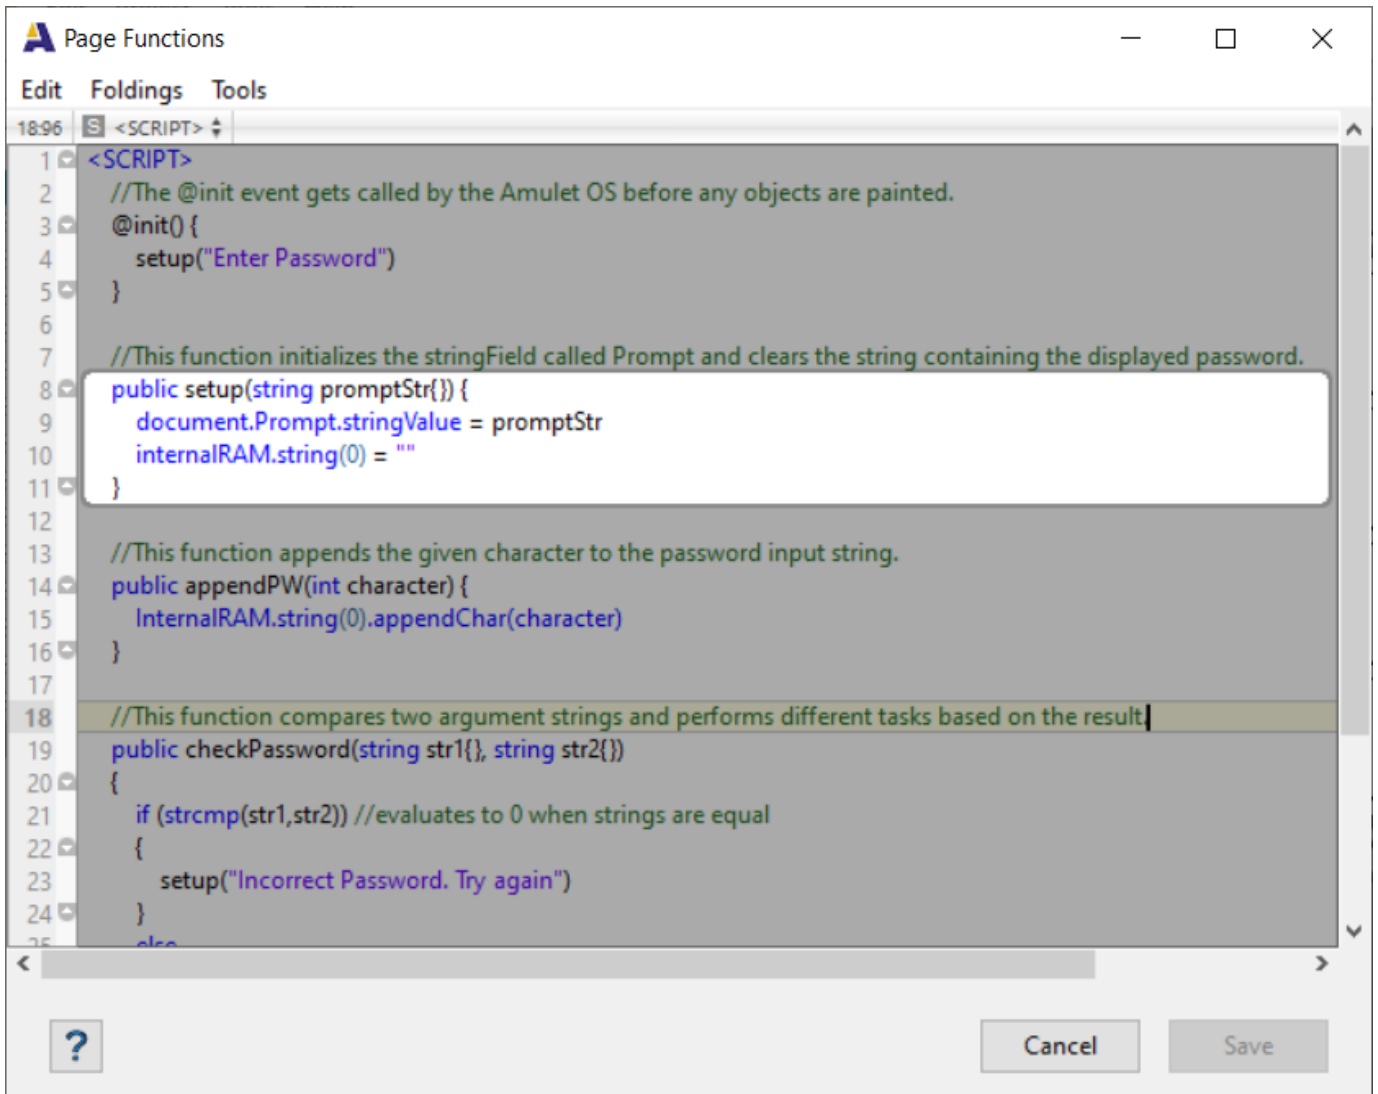 Page Functions
Edit Foldings Tools
18:96 S <SCRIPT>
1 <SCRIPT>
2 //The @init event gets called by the Amulet OS before any objects are painted.
3 @init() {
4 setup("Enter Password")
5 }
6
7 //This function initializes the stringField called Prompt and clears the string containing the displayed password.
8 public setup(string promptStr{}) {
9 document.Prompt.stringValue = promptStr
10 internalRAM.string(0) = ""
11 }
12
13 //This function appends the given character to the password input string.
14 public appendPW(int character) {
15 InternalRAM.string(0).appendChar(character)
16 }
17
18 //This function compares two argument strings and performs different tasks based on the result.
19 public checkPassword(string str1{}, string str2{})
20 {
21 if (strcmp(str1,str2)) //evaluates to 0 when strings are equal
22 {
23 setup("Incorrect Password. Try again")
24 }
25 else
?
Cancel Save